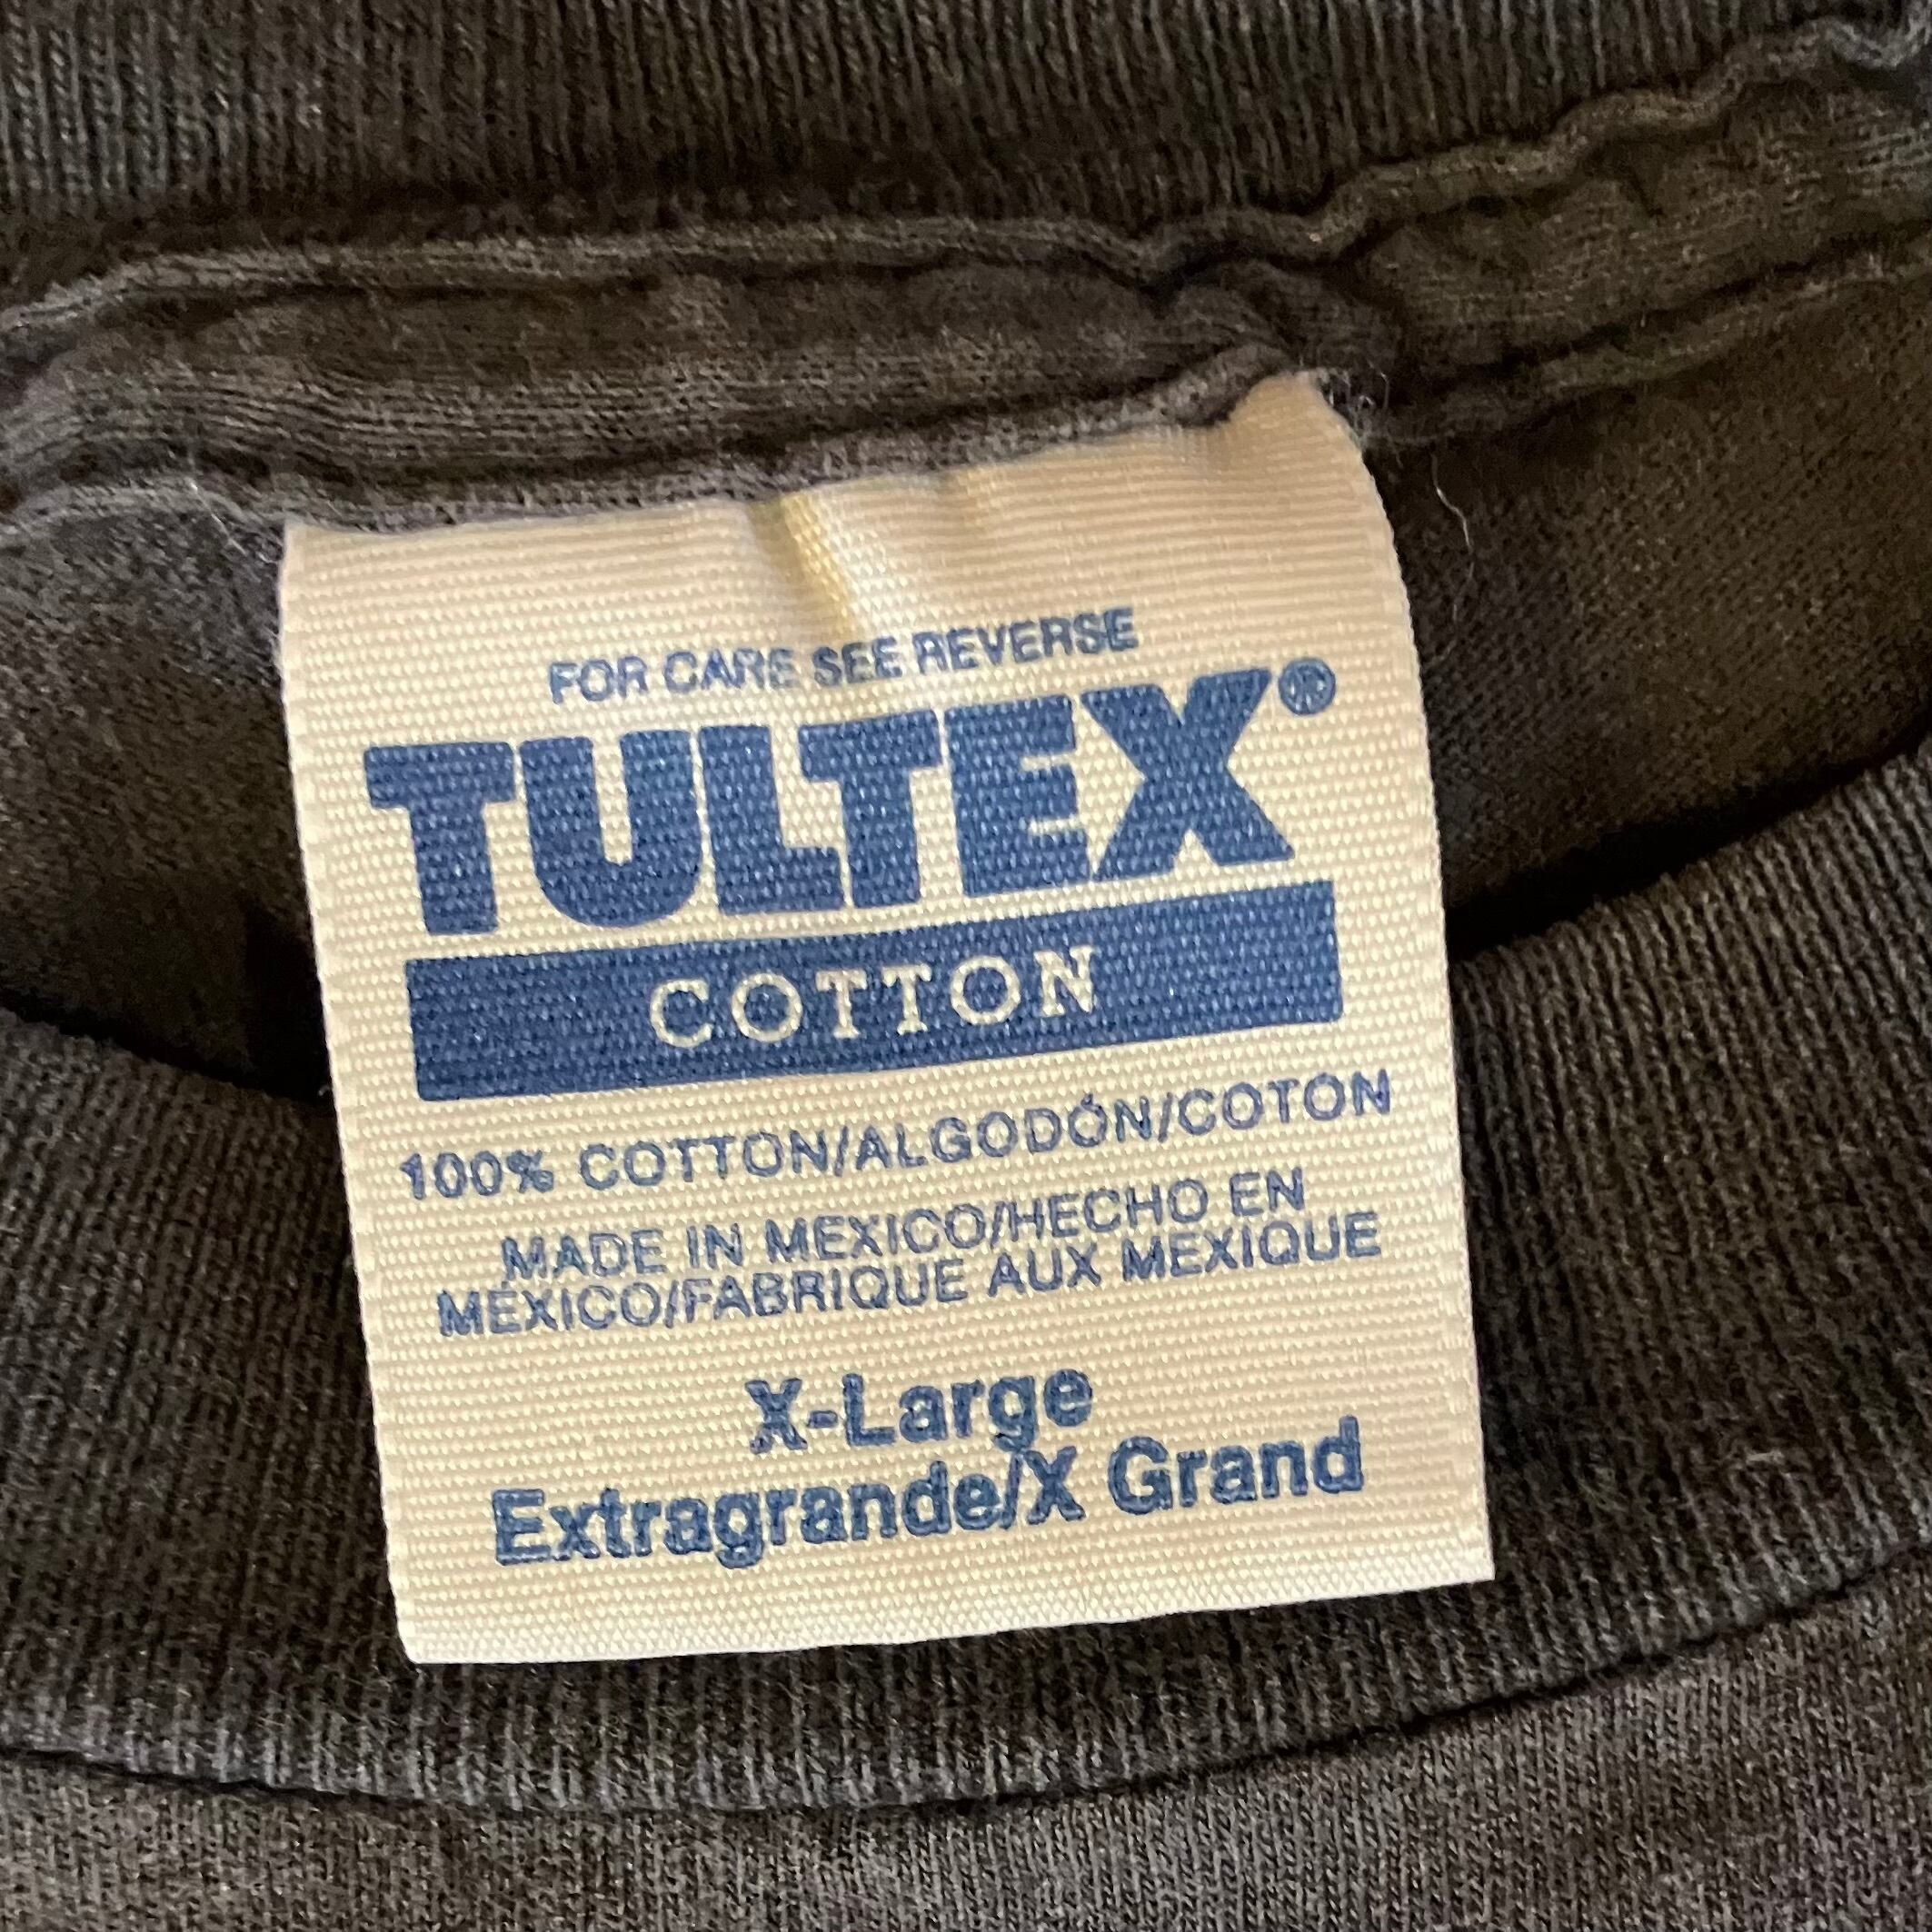 FOR CARE SEE REVERSE
TULTEX®
COTTON
100% COTTON/ALGODÓN/COTON
MADE IN MEXICO/HECHO EN
MÉXICO/FABRIQUE AUX MEXIQUE
X-Large
Extragrande/X Grand